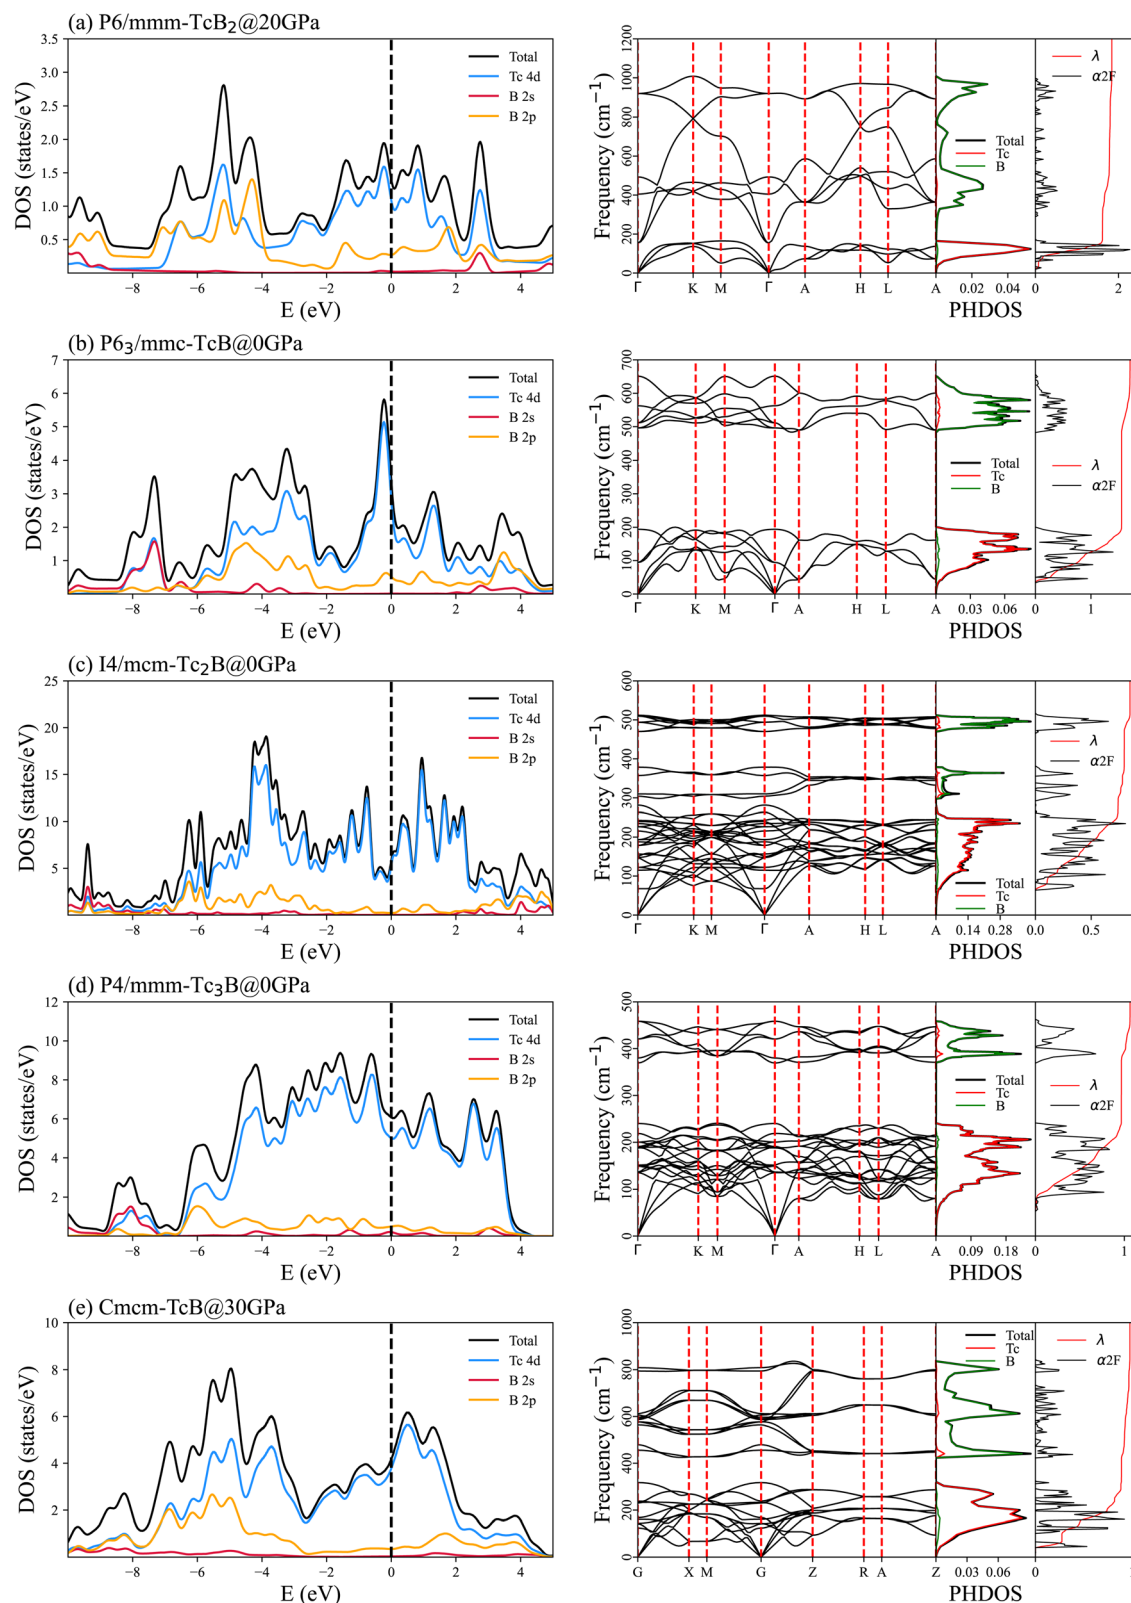 (a) P6/mmm-TcB₂@20GPa
DOS (states/eV)
3.5
3.0
2.5
2.0
1.5
1.0
0.5
Total
Tc 4d
B 2s
B 2p
−8 −6 −4 −2 0 2 4
E (eV)
Frequency (cm⁻¹)
1200
1000
800
600
400
200
0
Γ K M Γ A H L A
Total
Tc
B
0.02 0.04
PHDOS
λ
α2F
0 2
(b) P6₃/mmc-TcB@0GPa
DOS (states/eV)
7
6
5
4
3
2
1
Total
Tc 4d
B 2s
B 2p
−8 −6 −4 −2 0 2 4
E (eV)
Frequency (cm⁻¹)
700
600
500
400
300
200
100
0
Γ K M Γ A H L A
Total
Tc
B
0.03 0.06
PHDOS
λ
α2F
0 1
(c) I4/mcm-Tc₂B@0GPa
DOS (states/eV)
25
20
15
10
5
Total
Tc 4d
B 2s
B 2p
−8 −6 −4 −2 0 2 4
E (eV)
Frequency (cm⁻¹)
600
500
400
300
200
100
0
Γ K M Γ A H L A
Total
Tc
B
0.14 0.28
PHDOS
λ
α2F
0.0 0.5
(d) P4/mmm-Tc₃B@0GPa
DOS (states/eV)
12
10
8
6
4
2
Total
Tc 4d
B 2s
B 2p
−8 −6 −4 −2 0 2 4
E (eV)
Frequency (cm⁻¹)
500
400
300
200
100
0
Γ K M Γ A H L A
Total
Tc
B
0.09 0.18
PHDOS
λ
α2F
0 1
(e) Cmcm-TcB@30GPa
DOS (states/eV)
10
8
6
4
2
Total
Tc 4d
B 2s
B 2p
−8 −6 −4 −2 0 2 4
E (eV)
Frequency (cm⁻¹)
1000
800
600
400
200
0
G X M G Z R A Z
Total
Tc
B
0.03 0.06
PHDOS
λ
α2F
0 1